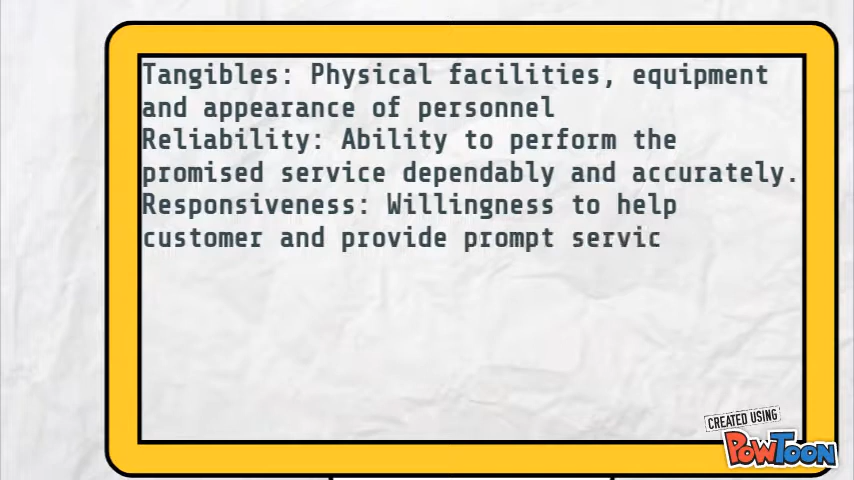 Tangibles: Physical facilities, equipment
and appearance of personnel
Reliability: Ability to perform the
promised service dependably and accurately.
Responsiveness: Willingness to help
customer and provide prompt servic
CREATED USING
POWTOON